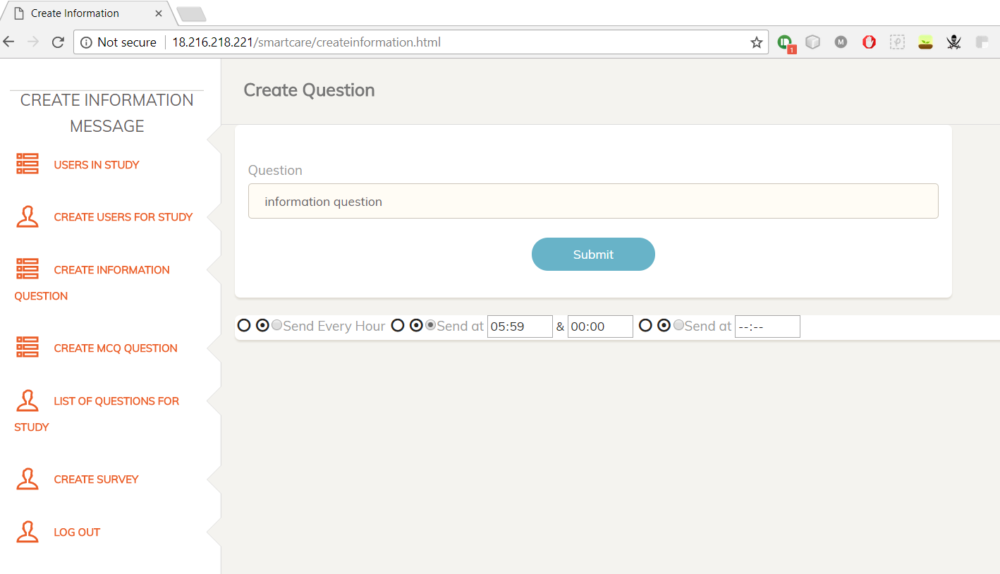 Create Information
Not secure
18.216.218.221/smartcare/createinformation.html
M
1
CREATE INFORMATION
MESSAGE
USERS IN STUDY
CREATE USERS FOR STUDY
CREATE INFORMATION
QUESTION
CREATE MCQ QUESTION
LIST OF QUESTIONS FOR
STUDY
CREATE SURVEY
LOG OUT
Create Question
Question
information question
Submit
Send Every Hour Send at 05:59 & 00:00 Send at --:--